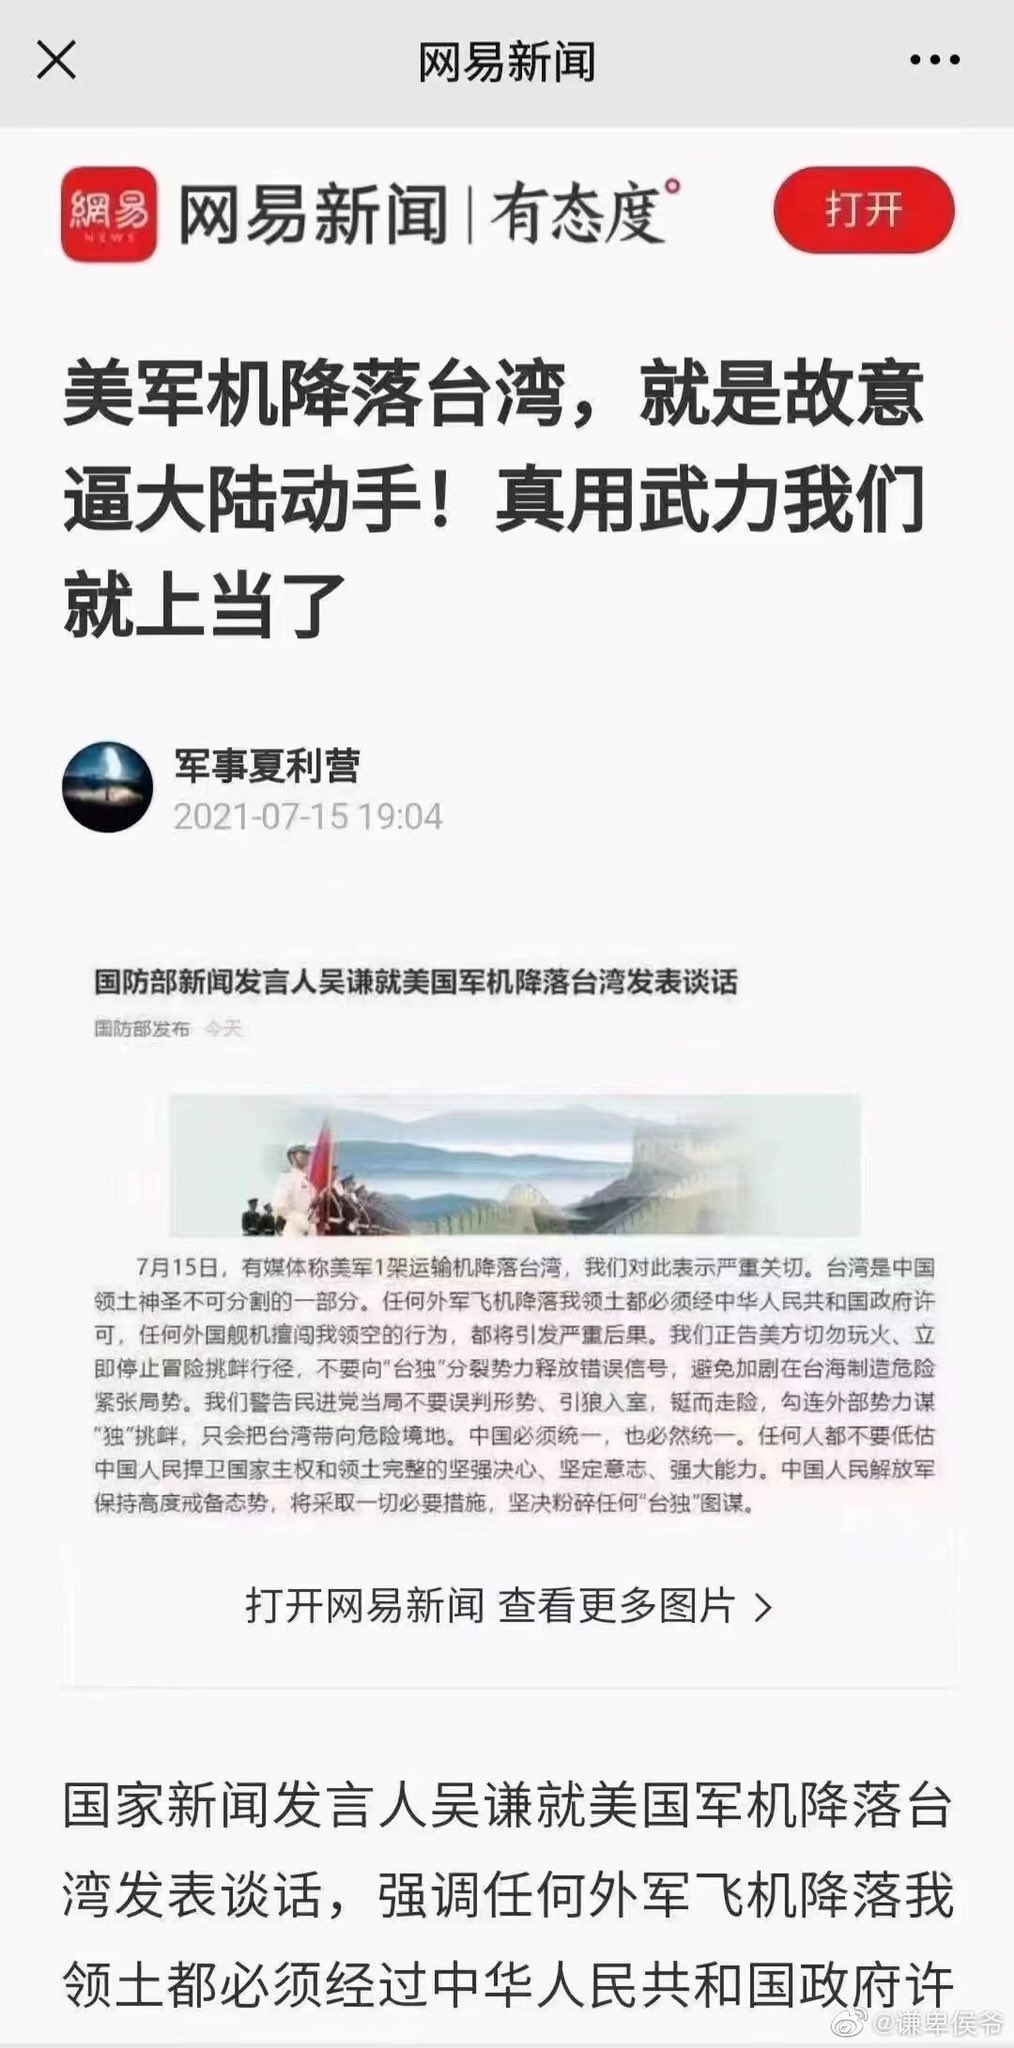 网易新闻
網易
NEWS
网易新闻|有态度
打开
美军机降落台湾，就是故意
逼大陆动手！真用武力我们
就上当了
军事夏利营
2021-07-15 19:04
国防部新闻发言人吴谦就美国军机降落台湾发表谈话
国防部发布 今天
7月15日，有媒体称美军1架运输机降落台湾，我们对此表示严重关切。台湾是中国
领土神圣不可分割的一部分。任何外军飞机降落我领土都必须经中华人民共和国政府许
可，任何外国舰机擅闯我领空的行为，都将引发严重后果。我们正告美方切勿玩火、立
即停止冒险挑衅行径，不要向“台独”分裂势力释放错误信号，避免加剧在台海制造危险
紧张局势。我们警告民进党当局不要误判形势、引狼入室，铤而走险，勾连外部势力谋
“独”挑衅，只会把台湾带向危险境地。中国必须统一，也必然统一。任何人都不要低估
中国人民捍卫国家主权和领土完整的坚强决心、坚定意志、强大能力。中国人民解放军
保持高度戒备态势，将采取一切必要措施，坚决粉碎任何“台独”图谋。
打开网易新闻 查看更多图片 >
国家新闻发言人吴谦就美国军机降落台
湾发表谈话，强调任何外军飞机降落我
领土都必须经过中华人民共和国政府许
@谦卑侯爷